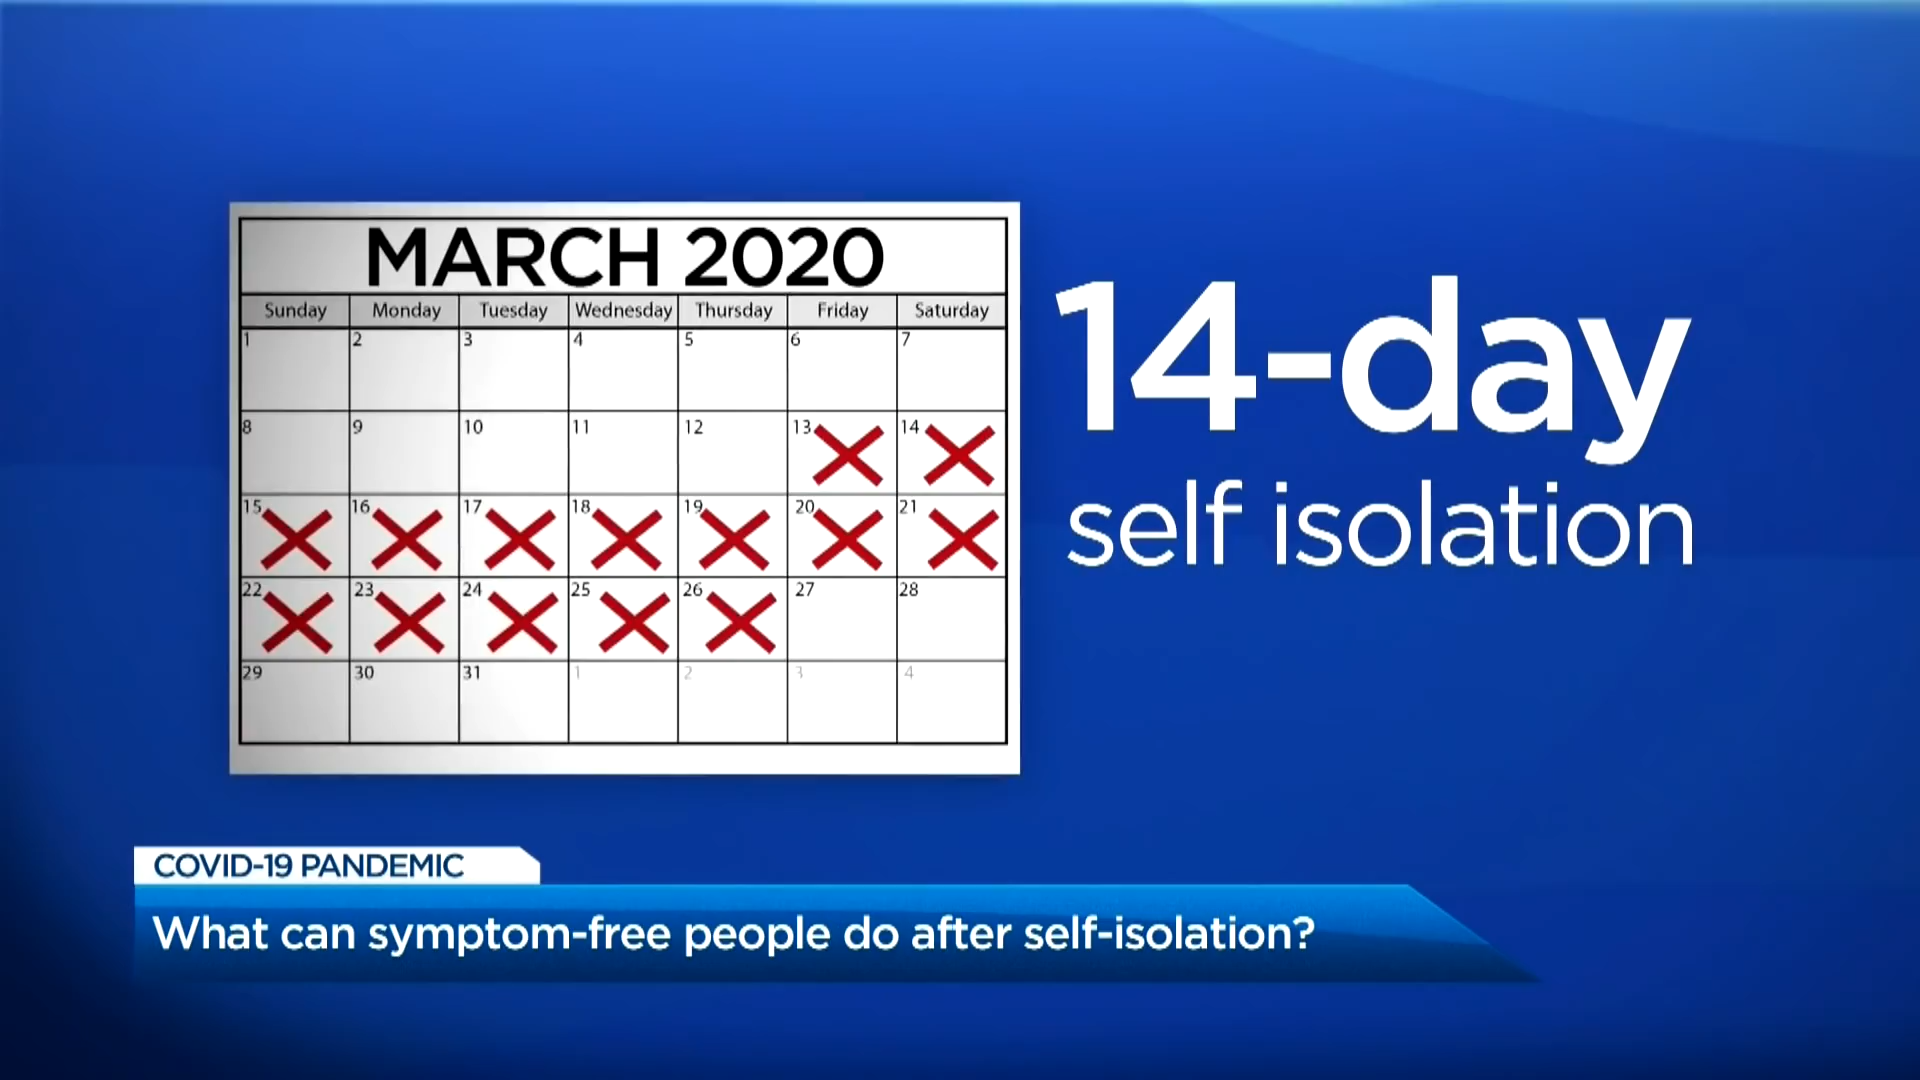 MARCH 2020
Sunday Monday Tuesday Wednesday Thursday Friday Saturday
1 2 3 4 5 6 7
8 9 10 11 12 13 14
15 16 17 18 19 20 21
22 23 24 25 26 27 28
29 30 31 1 2 3 4
14-day
self isolation
COVID-19 PANDEMIC
What can symptom-free people do after self-isolation?